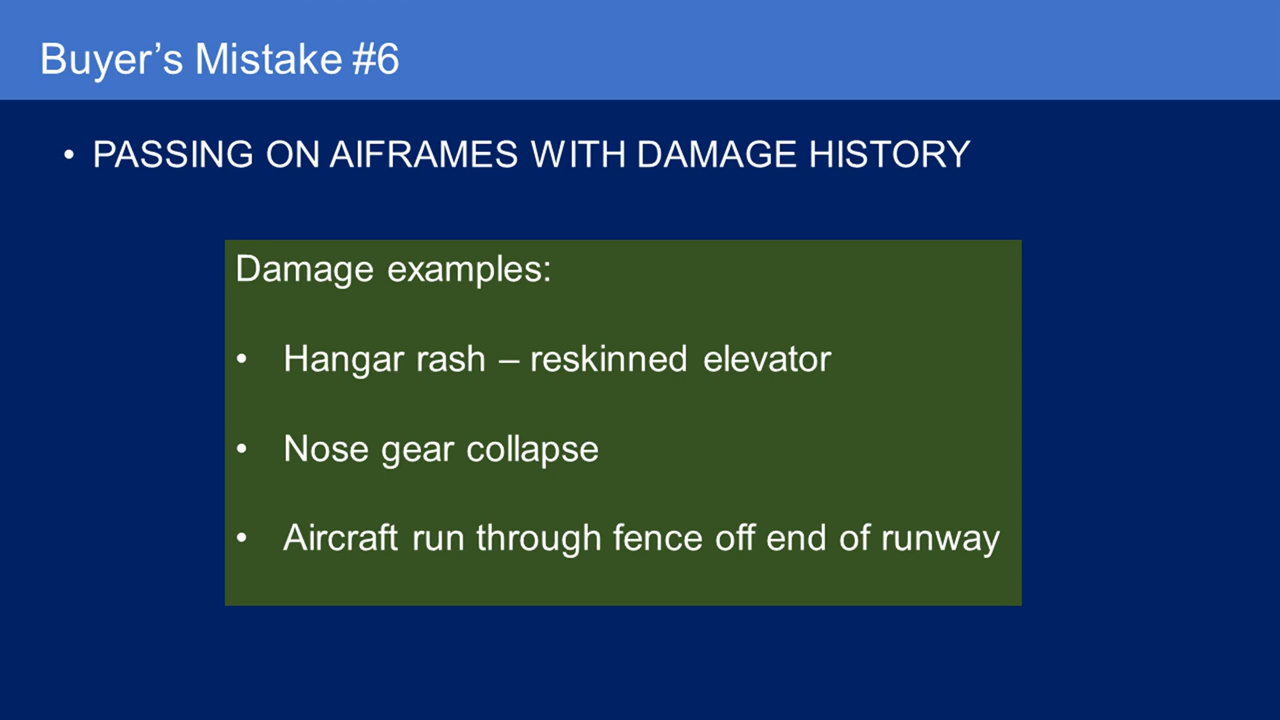 Buyer’s Mistake #6
• PASSING ON AIFRAMES WITH DAMAGE HISTORY
Damage examples:
• Hangar rash – reskinned elevator
• Nose gear collapse
• Aircraft run through fence off end of runway